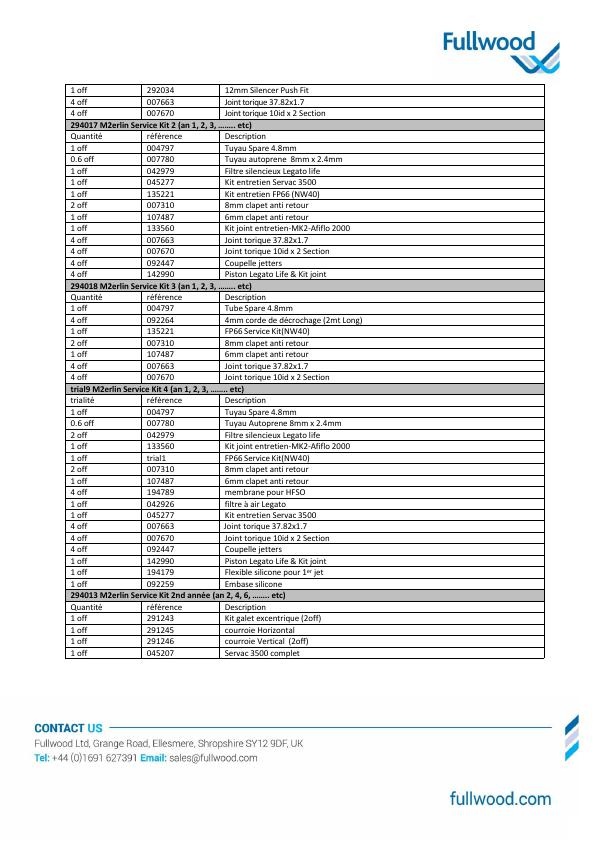 Fullwood
1 off 292034 12mm Silencer Push Fit
4 off 007663 Joint torique 37.82x1.7
4 off 007670 Joint torique 10id x 2 Section
294017 M2erlin Service Kit 2 (an 1, 2, 3, …….. etc)
Quantité référence Description
1 off 004797 Tuyau Spare 4.8mm
0.6 off 007780 Tuyau autoprene 8mm x 2.4mm
1 off 042979 Filtre silencieux Legato life
1 off 045277 Kit entretien Servac 3500
1 off 135221 Kit entretien FP66 (NW40)
2 off 007310 8mm clapet anti retour
1 off 107487 6mm clapet anti retour
1 off 133560 Kit joint entretien-MK2-Afiflo 2000
4 off 007663 Joint torique 37.82x1.7
4 off 007670 Joint torique 10id x 2 Section
4 off 092447 Coupelle jetters
4 off 142990 Piston Legato Life & Kit joint
294018 M2erlin Service Kit 3 (an 1, 2, 3, …….. etc)
Quantité référence Description
1 off 004797 Tube Spare 4.8mm
4 off 092264 4mm corde de décrochage (2mt Long)
1 off 135221 FP66 Service Kit(NW40)
2 off 007310 8mm clapet anti retour
1 off 107487 6mm clapet anti retour
4 off 007663 Joint torique 37.82x1.7
4 off 007670 Joint torique 10id x 2 Section
trial9 M2erlin Service Kit 4 (an 1, 2, 3, …….. etc)
trialité référence Description
1 off 004797 Tuyau Spare 4.8mm
0.6 off 007780 Tuyau Autoprene 8mm x 2.4mm
2 off 042979 Filtre silencieux Legato life
1 off 133560 Kit joint entretien-MK2-Afiflo 2000
1 off trial1 FP66 Service Kit(NW40)
2 off 007310 8mm clapet anti retour
1 off 107487 6mm clapet anti retour
4 off 194789 membrane pour HFSO
1 off 042926 filtre à air Legato
1 off 045277 Kit entretien Servac 3500
4 off 007663 Joint torique 37.82x1.7
4 off 007670 Joint torique 10id x 2 Section
4 off 092447 Coupelle jetters
1 off 142990 Piston Legato Life & Kit joint
1 off 194179 Flexible silicone pour 1er jet
1 off 092259 Embase silicone
294013 M2erlin Service Kit 2nd année (an 2, 4, 6, …….. etc)
Quantité référence Description
1 off 291243 Kit galet excentrique (2off)
1 off 291245 courroie Horizontal
1 off 291246 courroie Vertical (2off)
1 off 045207 Servac 3500 complet
CONTACT US
Fullwood Ltd, Grange Road, Ellesmere, Shropshire SY12 9DF, UK
Tel: +44 (0)1691 627391 Email: sales@fullwood.com
fullwood.com